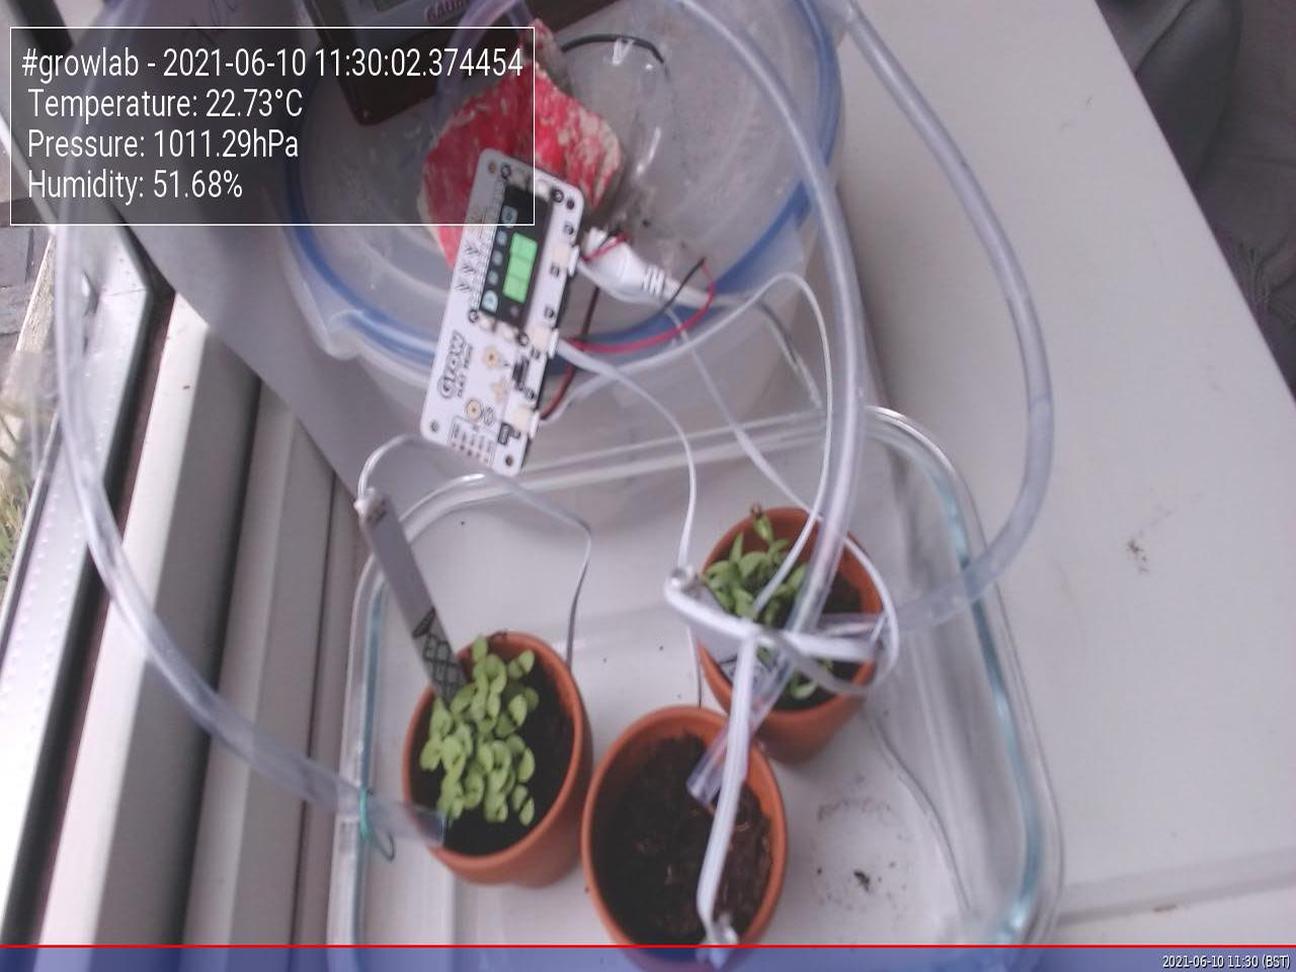 #growlab - 2021-06-10 11:30:02.374454
Temperature: 22.73°C
Pressure: 1011.29hPa
Humidity: 51.68%
GROW
2021-06-10 11:30 (BST)